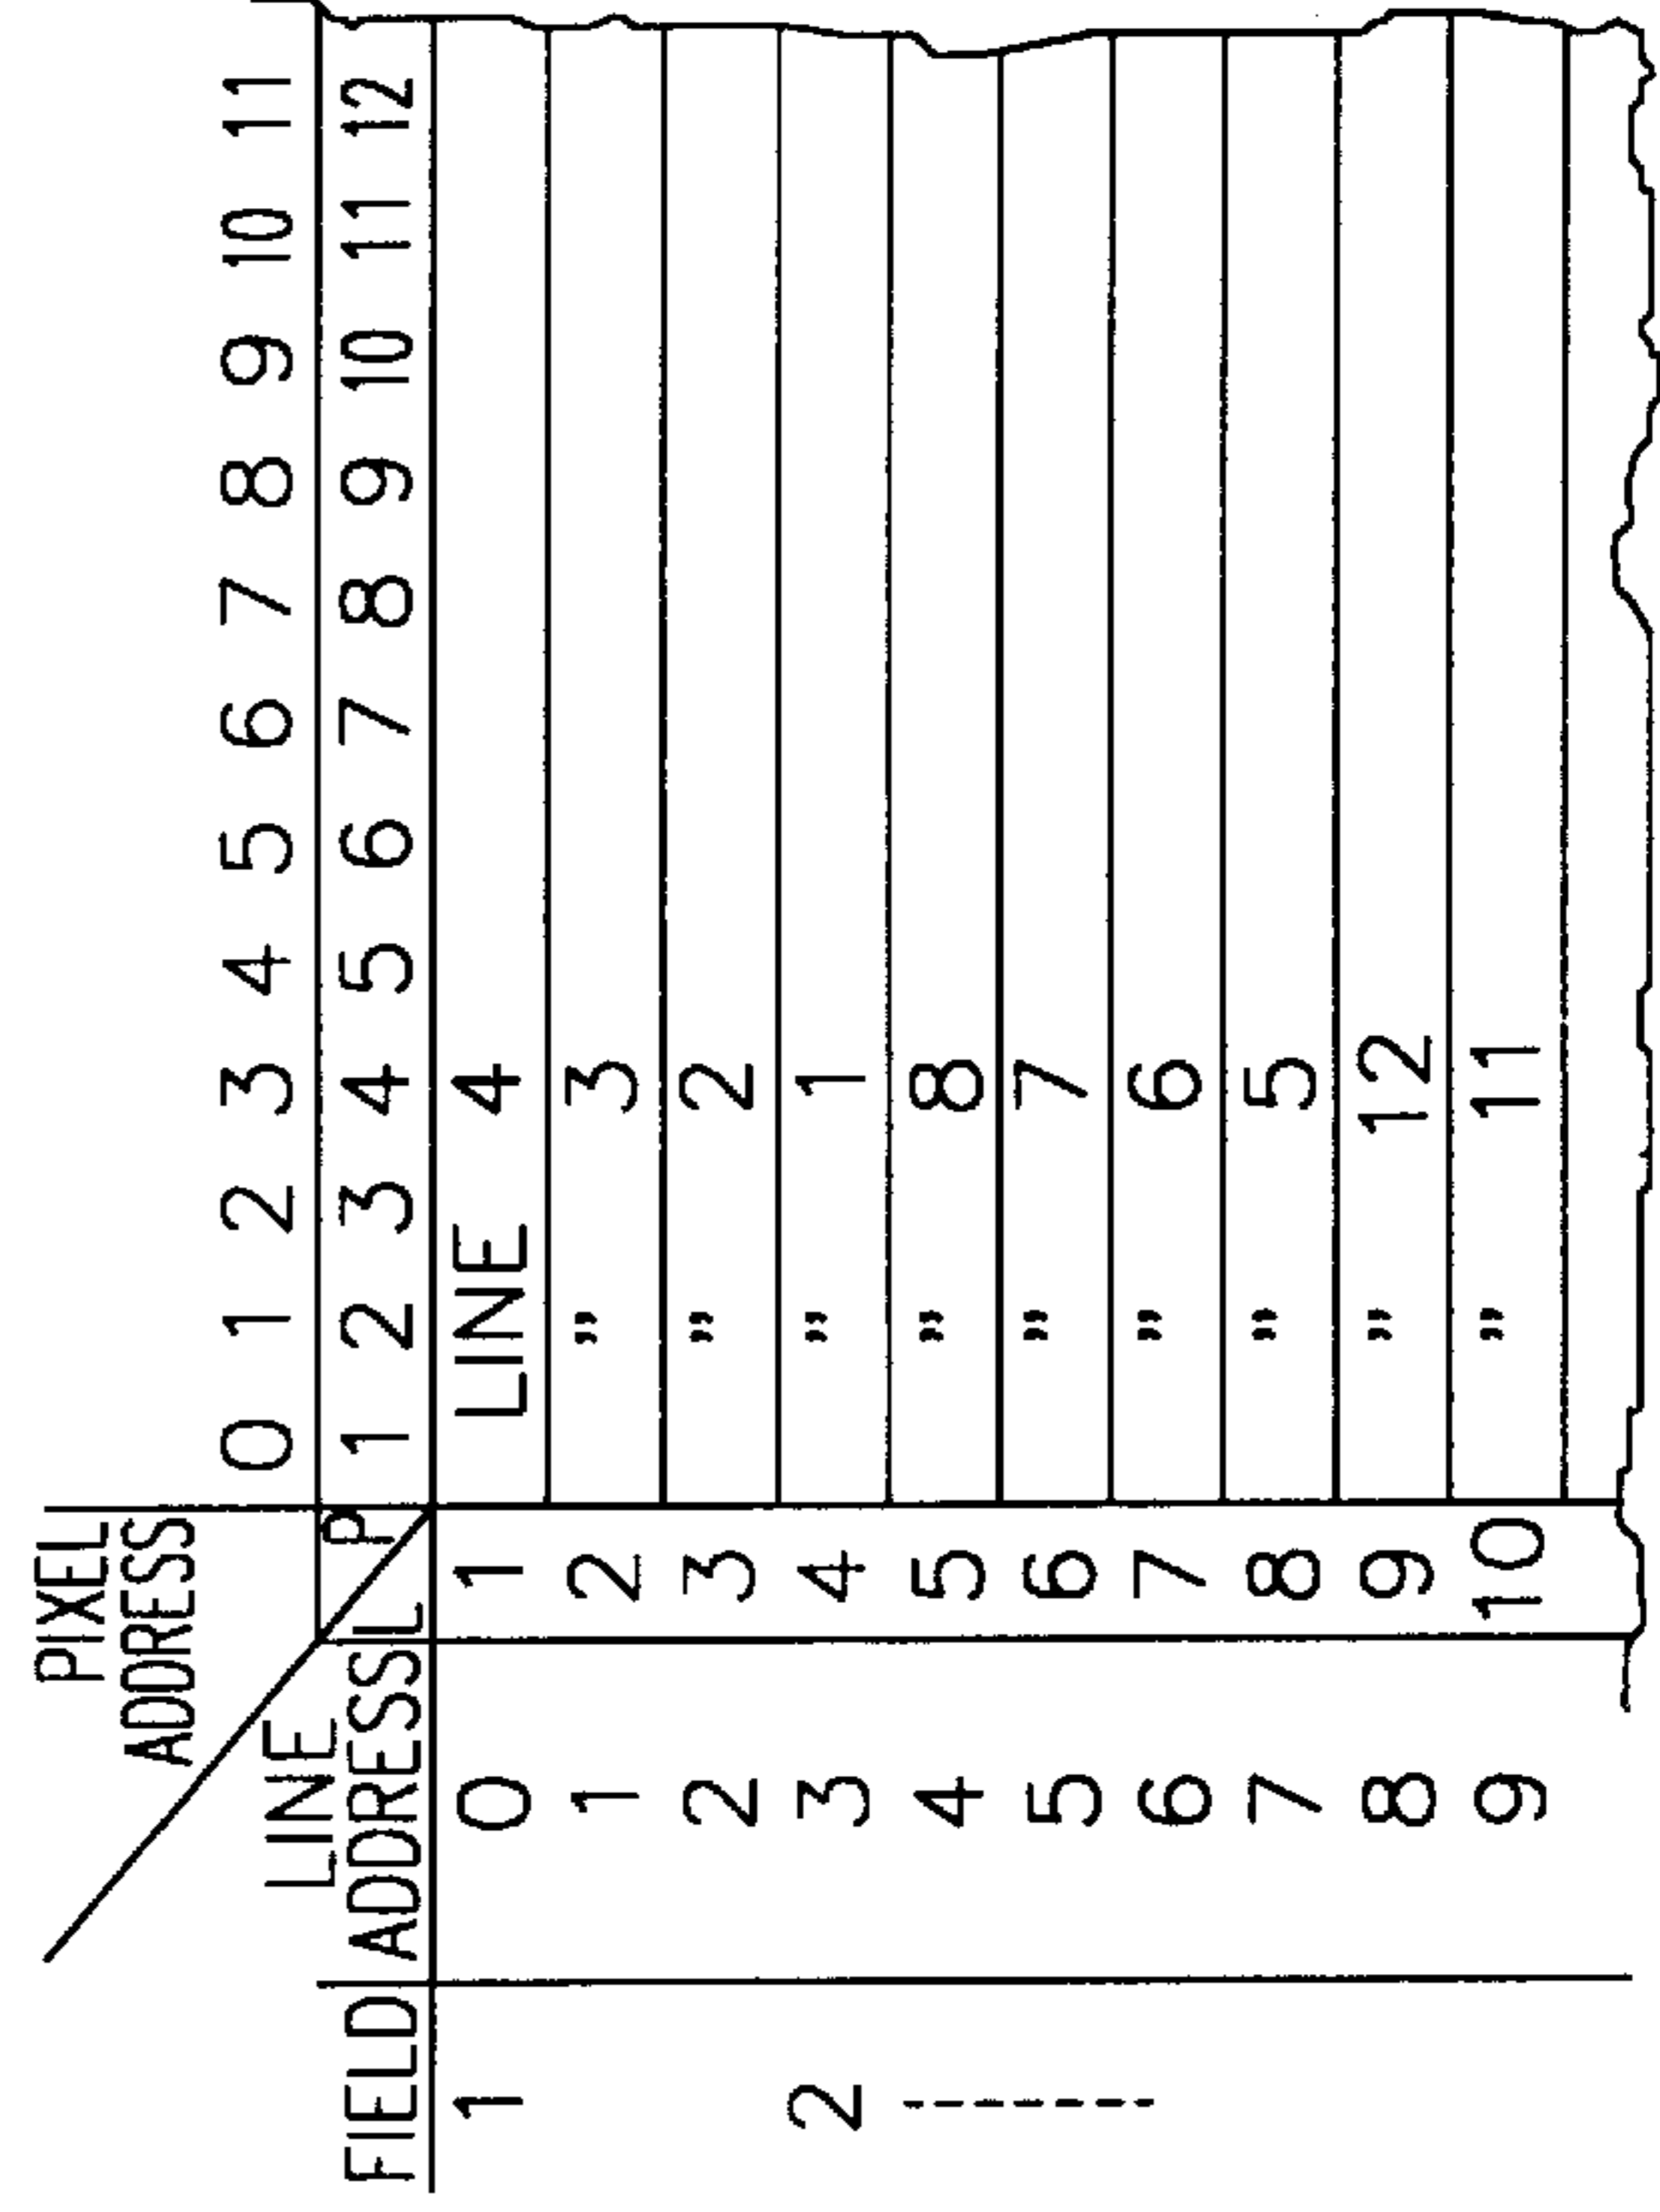 PIXEL
ADDRESS
0 1 2 3 4 5 6 7 8 9 10 11
LINE
FIELD ADDRESS L P 1 2 3 4 5 6 7 8 9 10 11 12
1 0 1 LINE 4
1 2 " 3
2 3 " 2
2 3 4 " 1
4 5 " 8
5 6 " 7
6 7 " 6
7 8 " 5
8 9 " 12
9 10 " 11